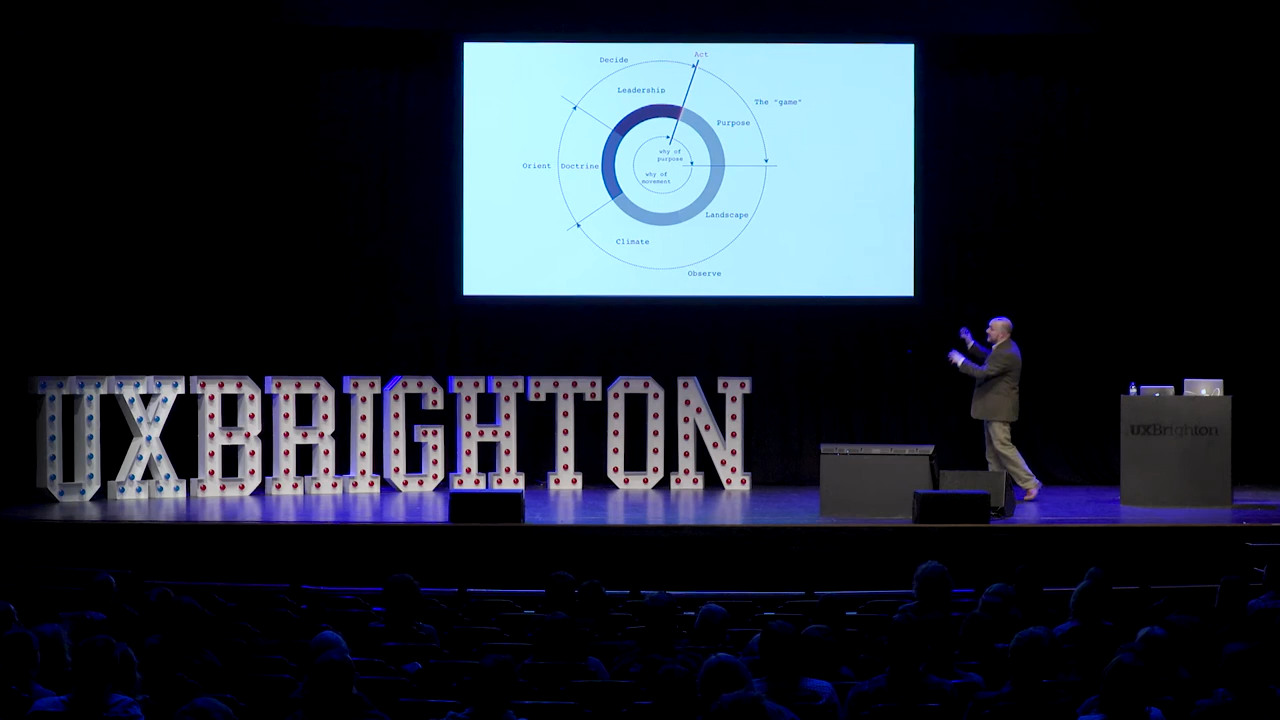 Act
Decide
Leadership
The "game"
Purpose
why of
purpose
Orient
Doctrine
why of
movement
Landscape
Climate
Observe
UXBRIGHTON
UXBrighton